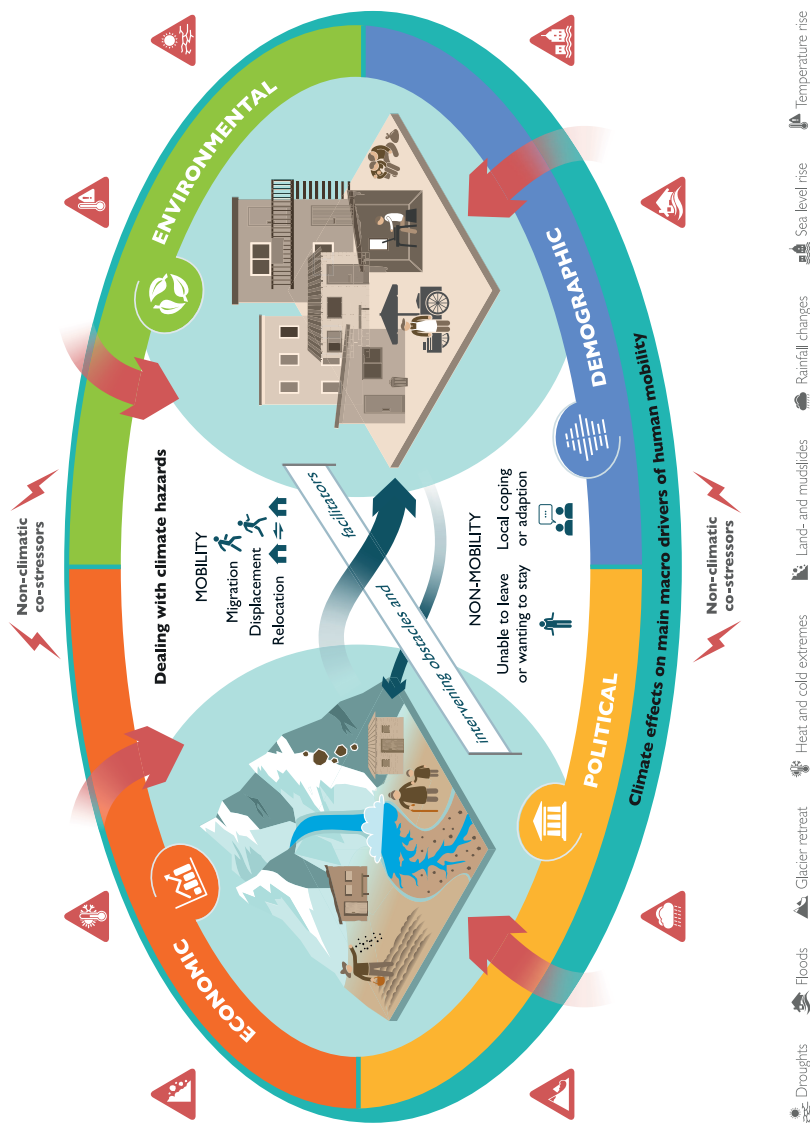 Non-climatic
co-stressors
ECONOMIC
ENVIRONMENTAL
Dealing with climate hazards
MOBILITY
Migration
Displacement
Relocation
intervening obstacles and
facilitators
NON-MOBILITY
Unable to leave
or wanting to stay
Local coping
or adaption
POLITICAL
DEMOGRAPHIC
Climate effects on main macro drivers of human mobility
Non-climatic
co-stressors
Droughts
Floods
Glacier retreat
Heat and cold extremes
Land- and mudslides
Rainfall changes
Sea level rise
Temperature rise